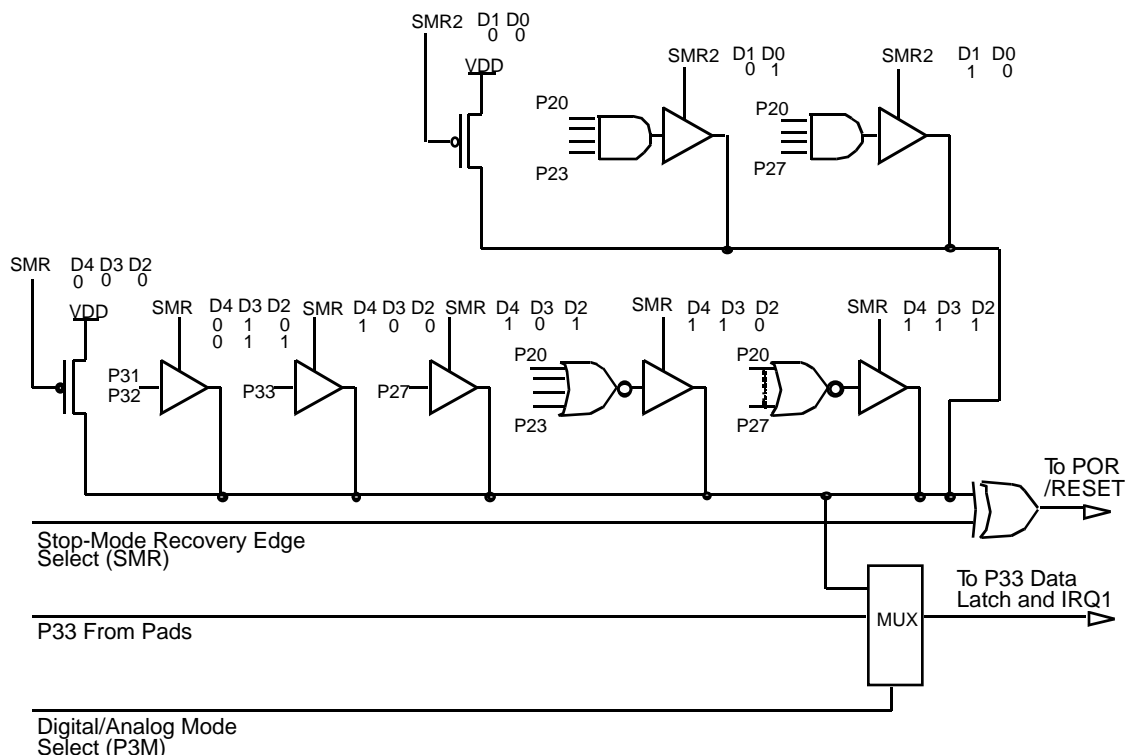 SMR2 D1 D0
0 0
VDD
SMR2 D1 D0
0 1
P20
P23
SMR2 D1 D0
1 0
P20
P27
SMR D4 D3 D2
0 0 0
VDD
SMR D4 D3 D2
0 1 0
0 1 1
P31
P32
SMR D4 D3 D2
1 0 0
P33
SMR D4 D3 D2
1 0 1
P27
SMR D4 D3 D2
1 1 0
P20
P23
SMR D4 D3 D2
1 1 1
P20
P27
To POR
/RESET
Stop-Mode Recovery Edge
Select (SMR)
To P33 Data
Latch and IRQ1
MUX
P33 From Pads
Digital/Analog Mode
Select (P3M)